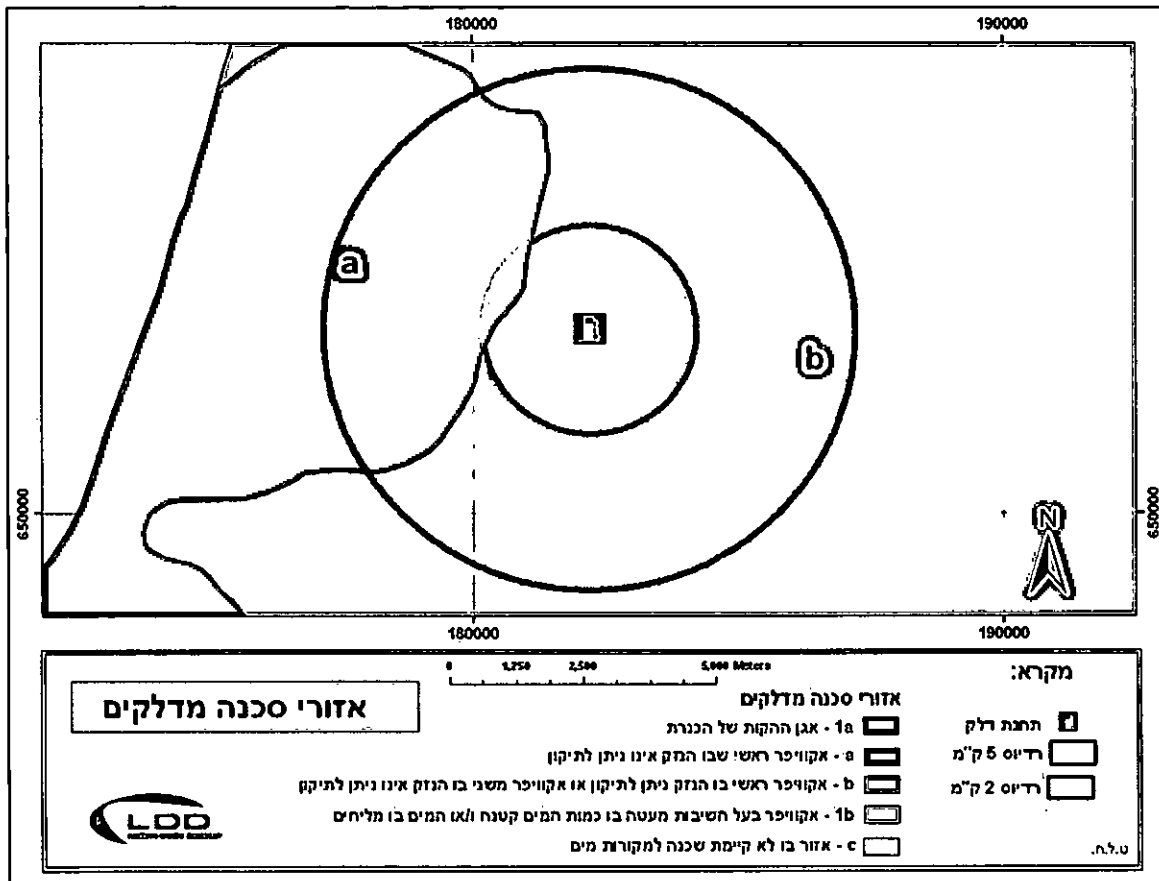 180000 190000
a
b
650000 650000
N
180000 190000
0 1,250 2,500 5,000 Meters
אזורי סכנה מדלקים
מקרא:
תחנת דלק
רדיוס 5 ק"מ
רדיוס 2 ק"מ
אזורי סכנה מדלקים
1a - אגן ההקות של הכנרת
a - אקוויפר ראשי שבו הנזק אינו ניתן לתיקון
b - אקוויפר ראשי בו הנזק ניתן לתיקון או אקוויפר משני בו הנזק אינו ניתן לתיקון
1b - אקוויפר בעל חשיבות מעטה בו כמות המים קטנה ו/או המים בו מליחים
c - אזור בו לא קיימת סכנה למקורות מים
LDD
ט.ל.ח.